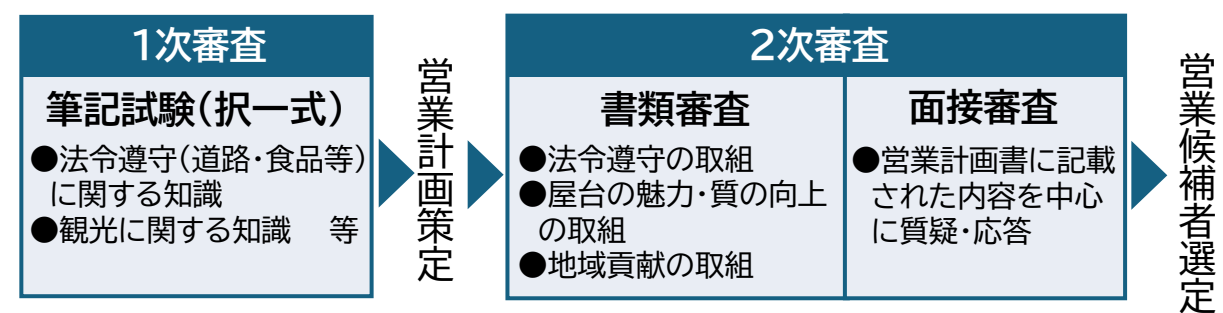 1次審査
筆記試験(択一式)
●法令遵守(道路・食品等)
に関する知識
●観光に関する知識　等
営業計画策定
2次審査
書類審査
●法令遵守の取組
●屋台の魅力・質の向上
の取組
●地域貢献の取組
面接審査
●営業計画書に記載
された内容を中心
に質疑・応答
営業候補者選定